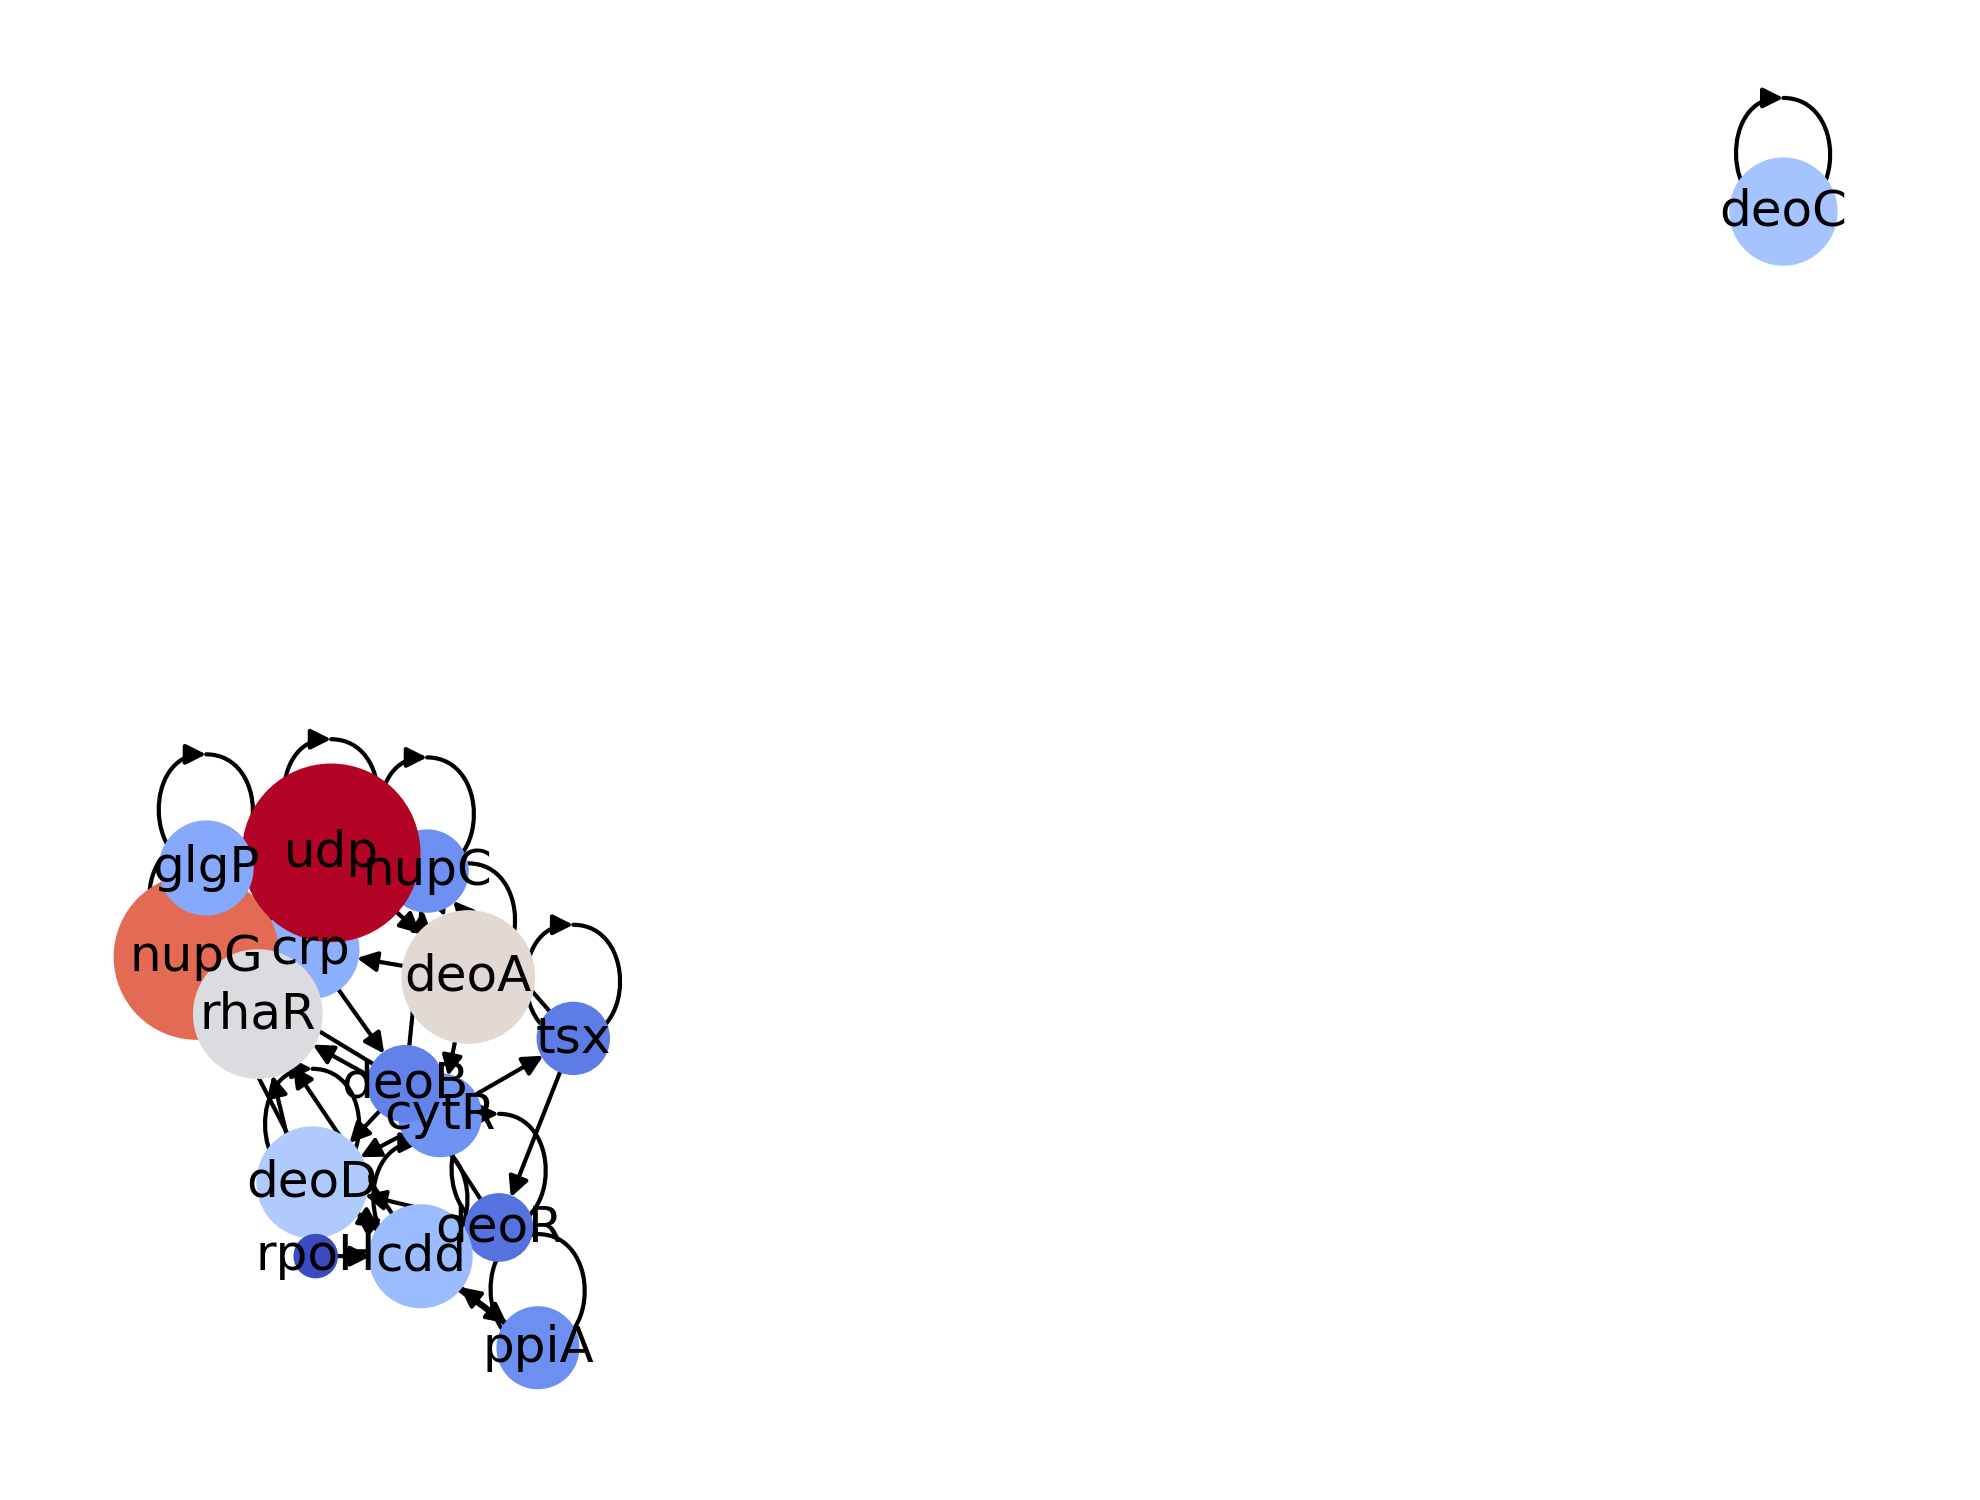 deoC
udp
glgP
nupC
crp
nupG
deoA
rhaR
tsx
deoB
cytR
deoD
deoR
rpoH
cdd
ppiA